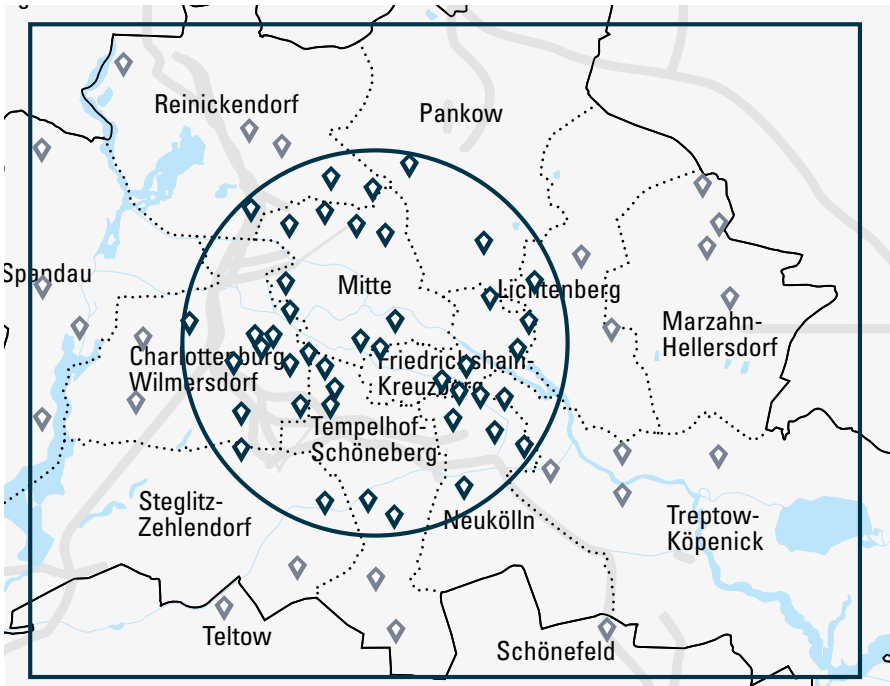 Reinickendorf
Pankow
Spandau
Mitte
Lichtenberg
Marzahn-
Hellersdorf
Charlottenburg
Wilmersdorf
Friedrichshain-
Kreuzberg
Tempelhof-
Schöneberg
Steglitz-
Zehlendorf
Neukölln
Treptow-
Köpenick
Teltow
Schönefeld